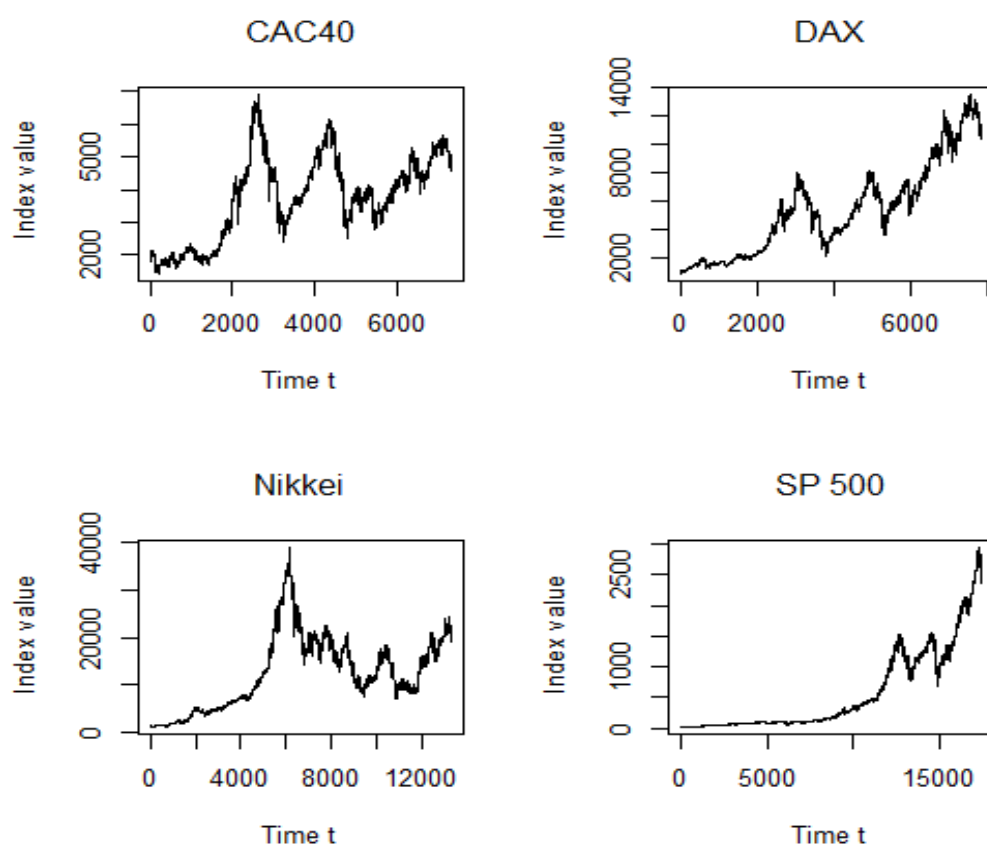 CAC40
Index value
5000
2000
0 2000 4000 6000
Time t
DAX
Index value
14000
8000
2000
0 2000 6000
Time t
Nikkei
Index value
40000
20000
0
0 4000 8000 12000
Time t
SP 500
Index value
2500
1000
0
0 5000 15000
Time t